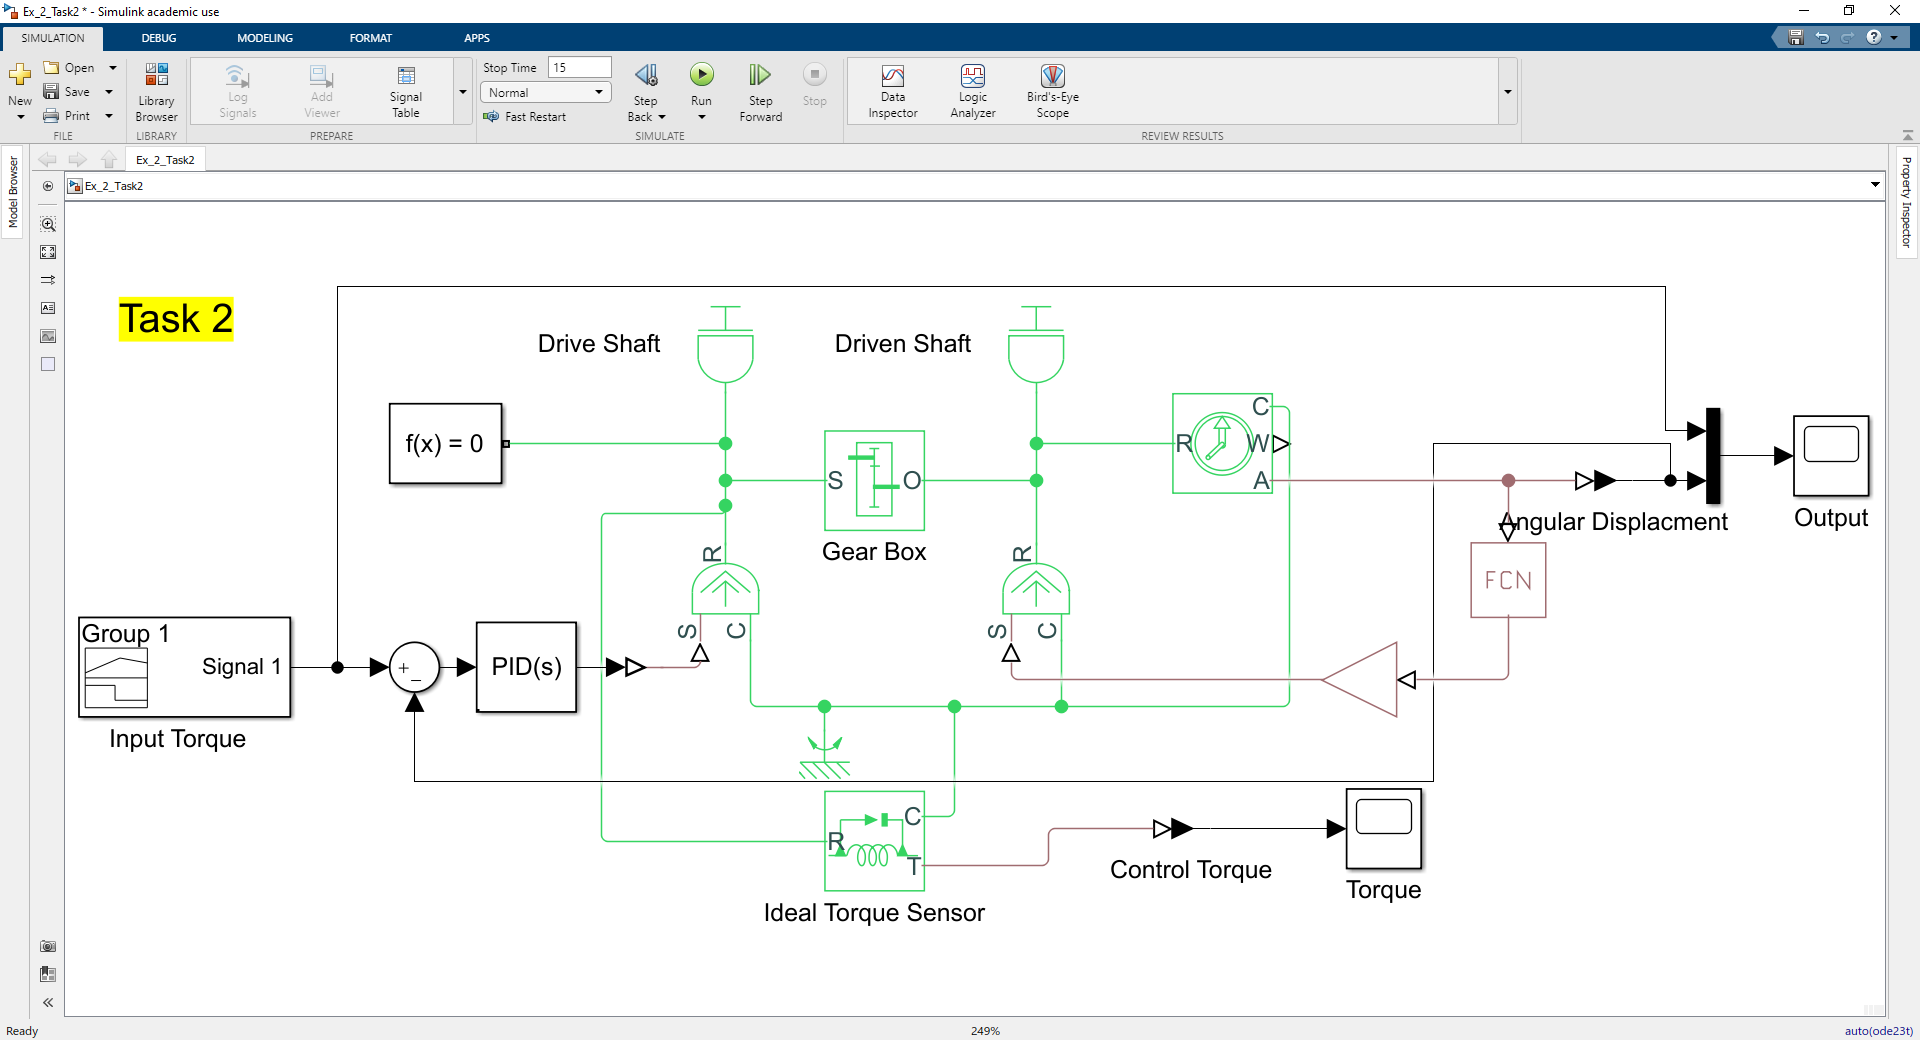 Ex_2_Task2 * - Simulink academic use
SIMULATION DEBUG MODELING FORMAT APPS
New
Open
Save
Print
FILE
Library Browser
LIBRARY
Log Signals
Add Viewer
Signal Table
PREPARE
Stop Time 15
Normal
Fast Restart
Step Back
Run
Step Forward
Stop
SIMULATE
Data Inspector
Logic Analyzer
Bird's-Eye Scope
REVIEW RESULTS
Model Browser
Property Inspector
Ex_2_Task2
Ex_2_Task2
Task 2
Drive Shaft
Driven Shaft
f(x) = 0
S O
Gear Box
R C W A
Angular Displacment
Output
R S C
R S C
FCN
Group 1
Signal 1
Input Torque
+
−
PID(s)
R C T
Ideal Torque Sensor
Control Torque
Torque
Ready
249%
auto(ode23t)